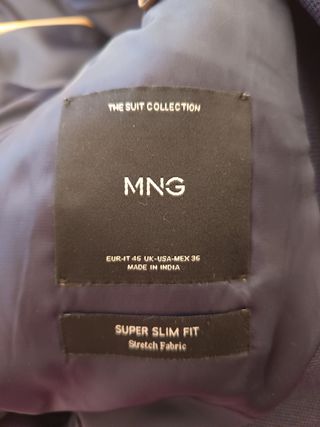 THE SUIT COLLECTION
MNG
EUR-IT 46 UK-USA-MEX 36
MADE IN INDIA
SUPER SLIM FIT
Stretch Fabric